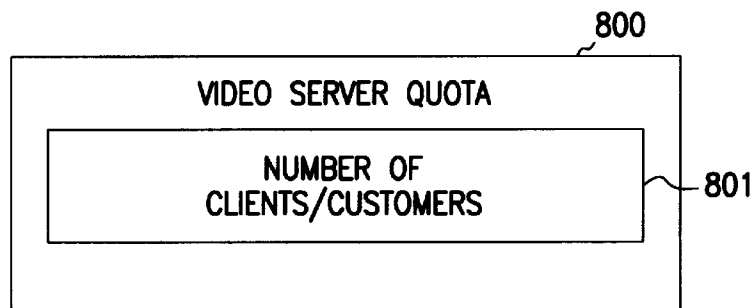 800
VIDEO SERVER QUOTA
NUMBER OF
CLIENTS/CUSTOMERS
801